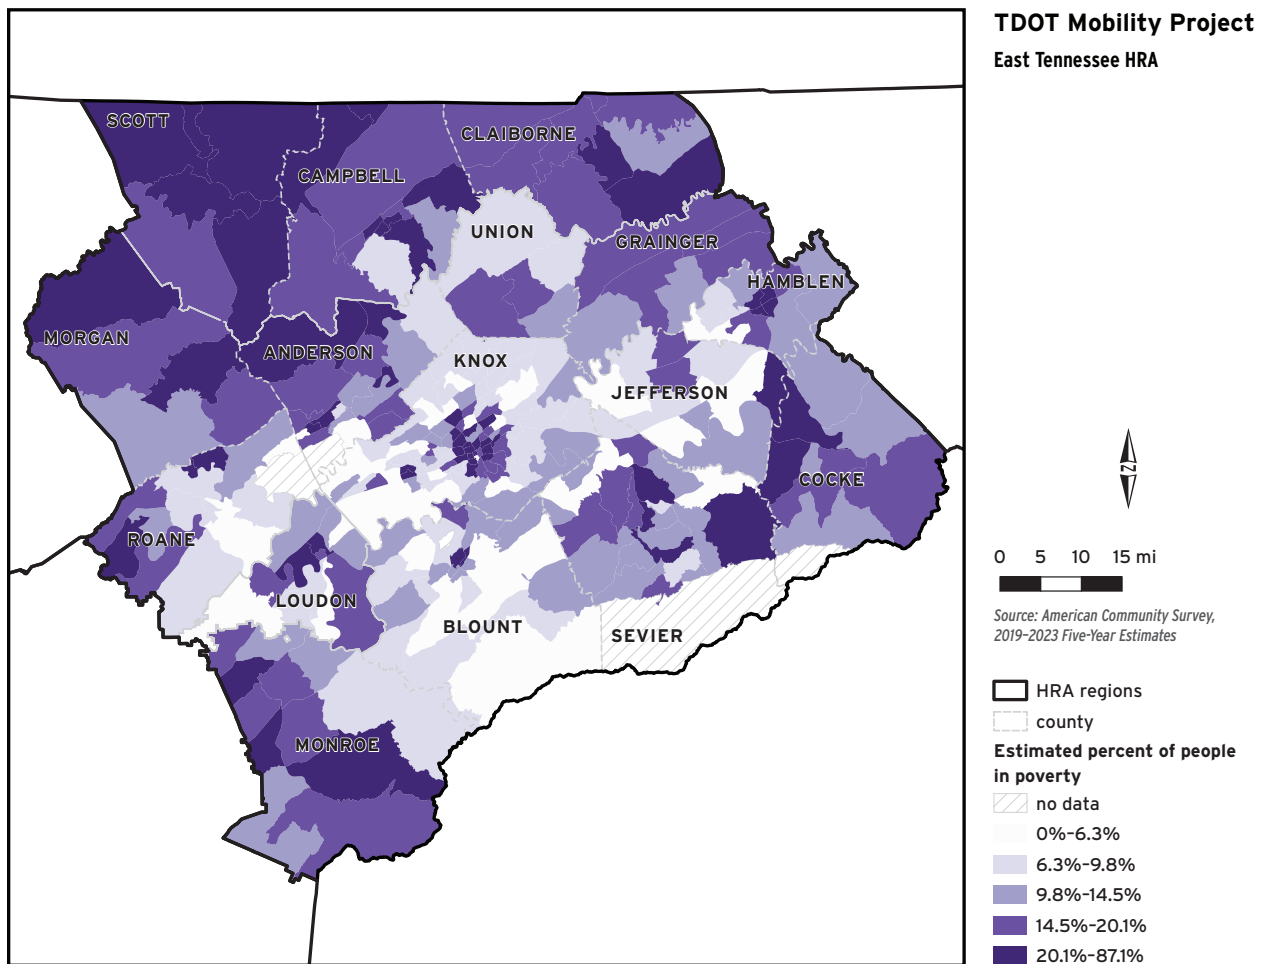 TDOT Mobility Project
East Tennessee HRA
SCOTT
CLAIBORNE
CAMPBELL
UNION
GRAINGER
HAMBLEN
MORGAN
ANDERSON
KNOX
JEFFERSON
COCKE
ROANE
LOUDON
BLOUNT
SEVIER
MONROE
N
0 5 10 15 mi
Source: American Community Survey,
2019-2023 Five-Year Estimates
HRA regions
county
Estimated percent of people
in poverty
no data
0%-6.3%
6.3%-9.8%
9.8%-14.5%
14.5%-20.1%
20.1%-87.1%